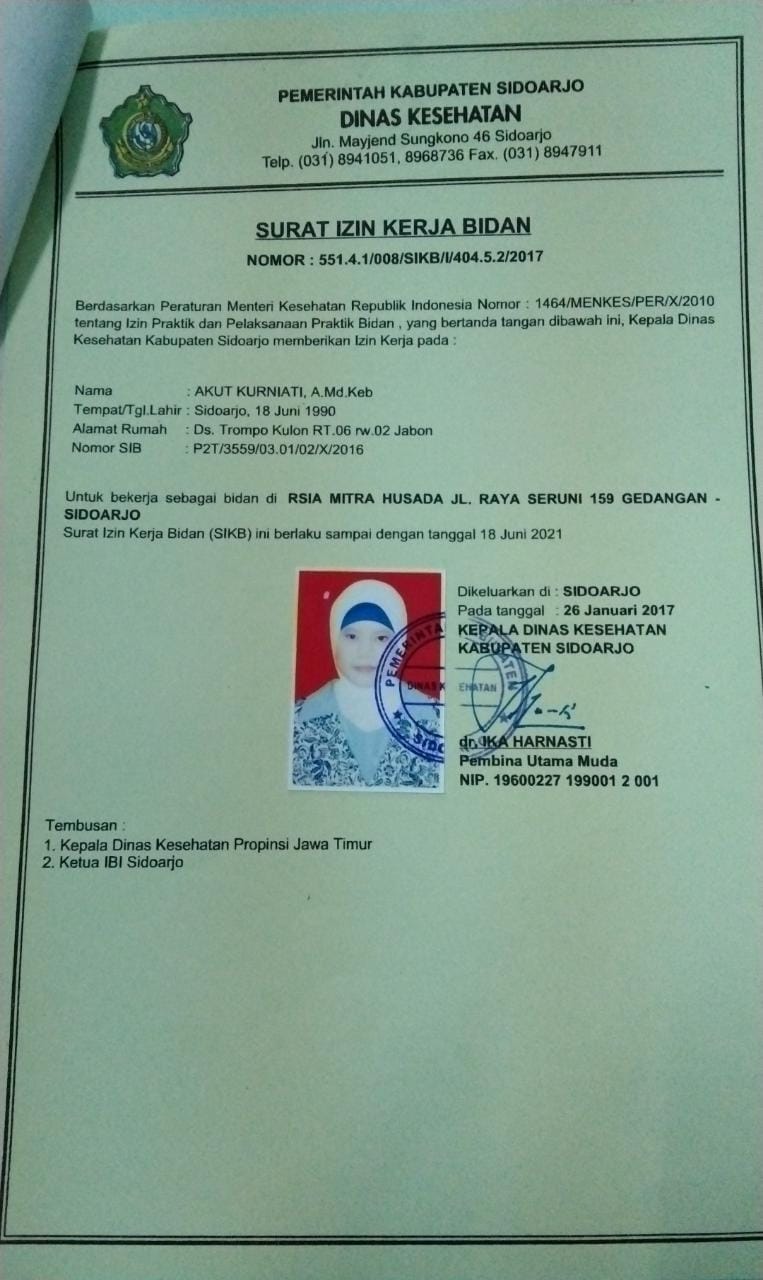 PEMERINTAH KABUPATEN SIDOARJO
DINAS KESEHATAN
Jln. Mayjend Sungkono 46 Sidoarjo
Telp. (031) 8941051, 8968736 Fax. (031) 8947911
SURAT IZIN KERJA BIDAN
NOMOR : 551.4.1/008/SIKB/I/404.5.2/2017
Berdasarkan Peraturan Menteri Kesehatan Republik Indonesia Nomor : 1464/MENKES/PER/X/2010
tentang Izin Praktik dan Pelaksanaan Praktik Bidan , yang bertanda tangan dibawah ini, Kepala Dinas
Kesehatan Kabupaten Sidoarjo memberikan Izin Kerja pada :
Nama : AKUT KURNIATI, A.Md.Keb
Tempat/Tgl.Lahir : Sidoarjo, 18 Juni 1990
Alamat Rumah : Ds. Trompo Kulon RT.06 rw.02 Jabon
Nomor SIB : P2T/3559/03.01/02/X/2016
Untuk bekerja sebagai bidan di RSIA MITRA HUSADA JL. RAYA SERUNI 159 GEDANGAN -
SIDOARJO
Surat Izin Kerja Bidan (SIKB) ini berlaku sampai dengan tanggal 18 Juni 2021
Dikeluarkan di : SIDOARJO
Pada tanggal : 26 Januari 2017
KEPALA DINAS KESEHATAN
KABUPATEN SIDOARJO
dr. IKA HARNASTI
Pembina Utama Muda
NIP. 19600227 199001 2 001
Tembusan :
1. Kepala Dinas Kesehatan Propinsi Jawa Timur
2. Ketua IBI Sidoarjo